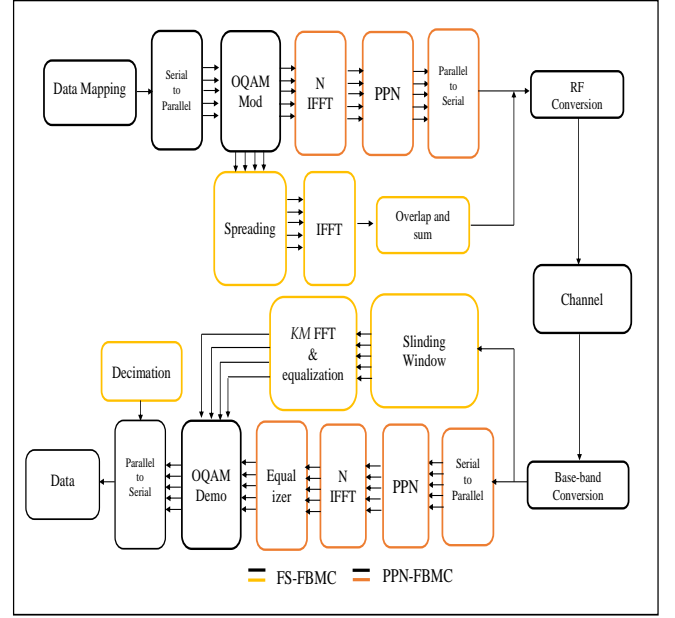 Data Mapping
Serial
to
Parallel
OQAM
Mod
N
IFFT
PPN
Parallel
to
Serial
RF
Conversion
Spreading
IFFT
Overlap and
sum
Channel
KM FFT
&
equalization
Slinding
Window
Decimation
Data
Parallel
to
Serial
OQAM
Demo
Equal
izer
N
IFFT
PPN
Serial
to
Parallel
Base-band
Conversion
FS-FBMC
PPN-FBMC